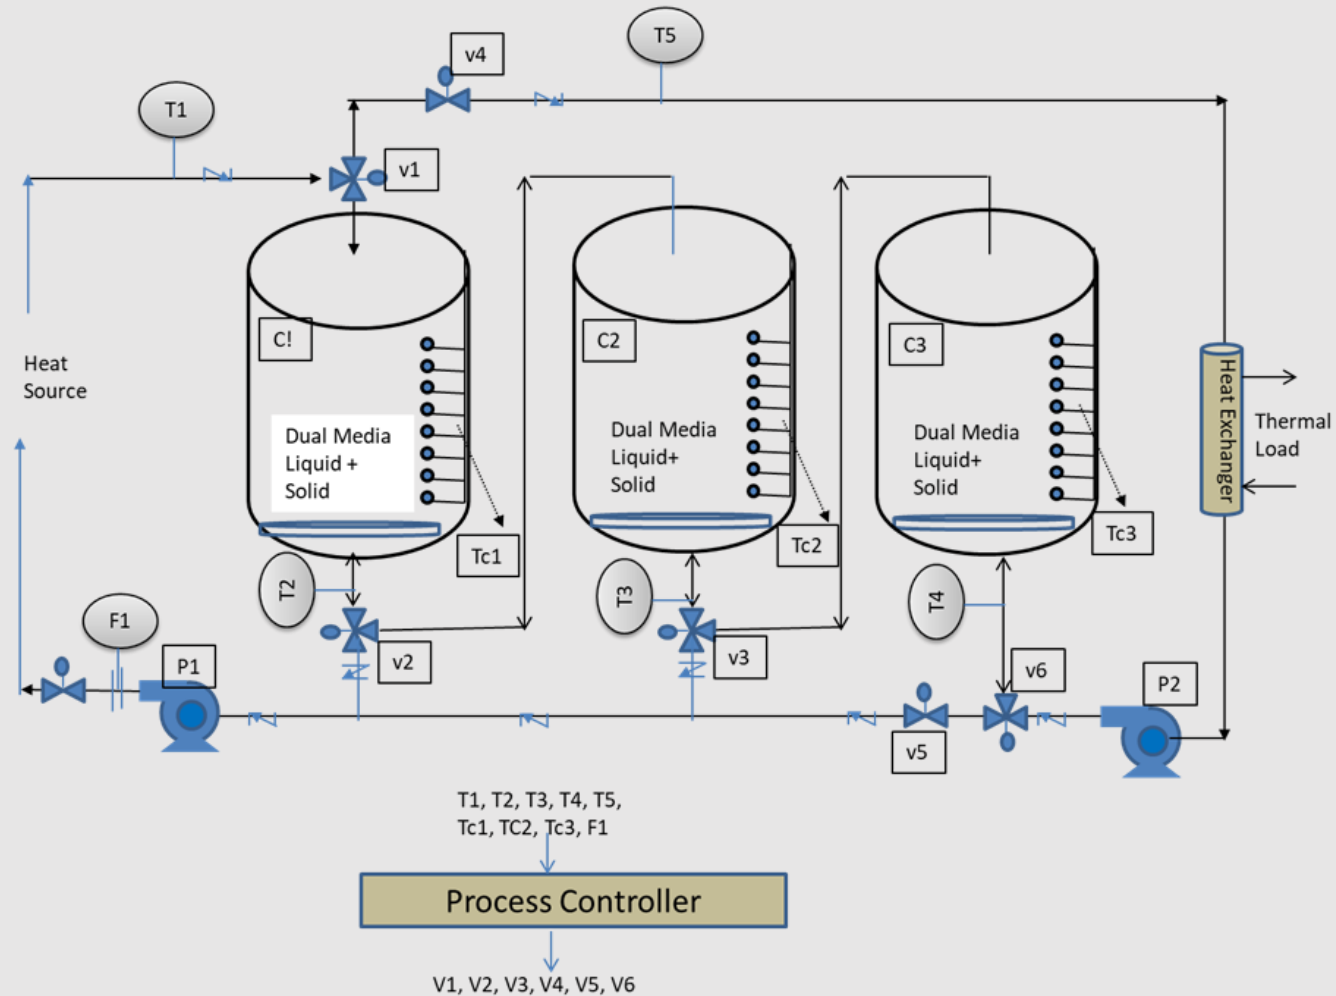 T5
v4
T1
v1
C!
C2
C3
Heat
Source
Heat Exchanger
Thermal
Load
Dual Media
Liquid +
Solid
Dual Media
Liquid+
Solid
Dual Media
Liquid+
Solid
Tc1
Tc2
Tc3
T2
T3
T4
F1
P1
v2
v3
v6
P2
v5
T1, T2, T3, T4, T5,
Tc1, TC2, Tc3, F1
Process Controller
V1, V2, V3, V4, V5, V6